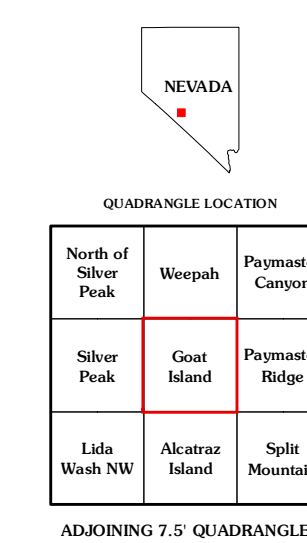 NEVADA
QUADRANGLE LOCATION
North of
Silver
Peak
Weepah
Paymast
Canyon
Silver
Peak
Goat
Island
Paymast
Ridge
Lida
Wash NW
Alcatraz
Island
Split
Mountai
ADJOINING 7.5' QUADRANGLE